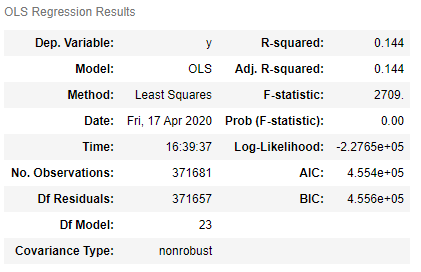 OLS Regression Results
Dep. Variable: y R-squared: 0.144
Model: OLS Adj. R-squared: 0.144
Method: Least Squares F-statistic: 2709.
Date: Fri, 17 Apr 2020 Prob (F-statistic): 0.00
Time: 16:39:37 Log-Likelihood: -2.2765e+05
No. Observations: 371681 AIC: 4.554e+05
Df Residuals: 371657 BIC: 4.556e+05
Df Model: 23
Covariance Type: nonrobust